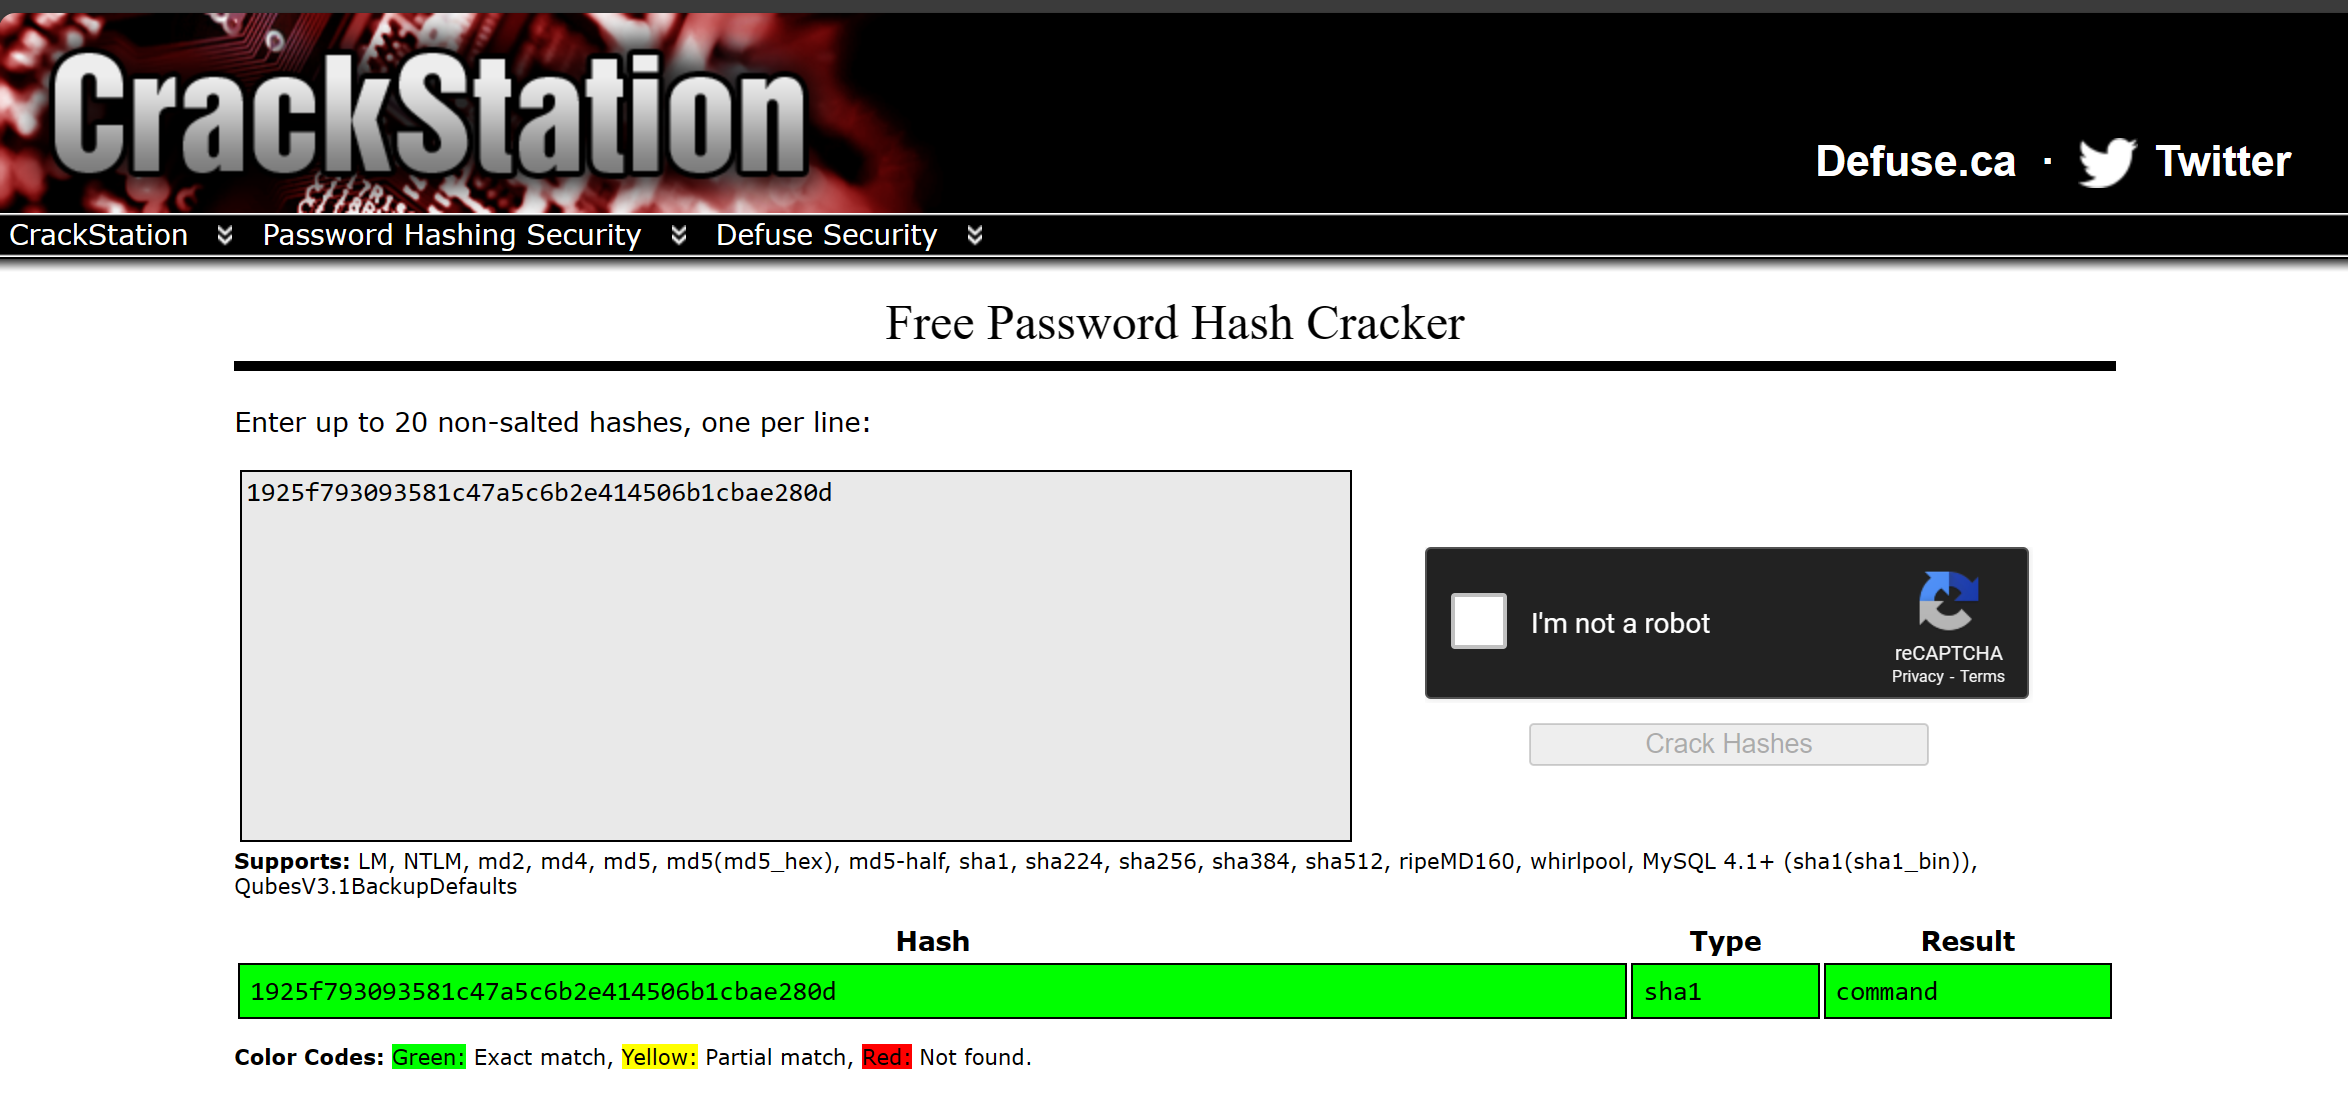 CrackStation
Defuse.ca · Twitter
CrackStation Password Hashing Security Defuse Security
Free Password Hash Cracker
Enter up to 20 non-salted hashes, one per line:
1925f793093581c47a5c6b2e414506b1cbae280d
I'm not a robot
reCAPTCHA
Privacy - Terms
Crack Hashes
Supports: LM, NTLM, md2, md4, md5, md5(md5_hex), md5-half, sha1, sha224, sha256, sha384, sha512, ripeMD160, whirlpool, MySQL 4.1+ (sha1(sha1_bin)),
QubesV3.1BackupDefaults
Hash Type Result
1925f793093581c47a5c6b2e414506b1cbae280d sha1 command
Color Codes: Green: Exact match, Yellow: Partial match, Red: Not found.